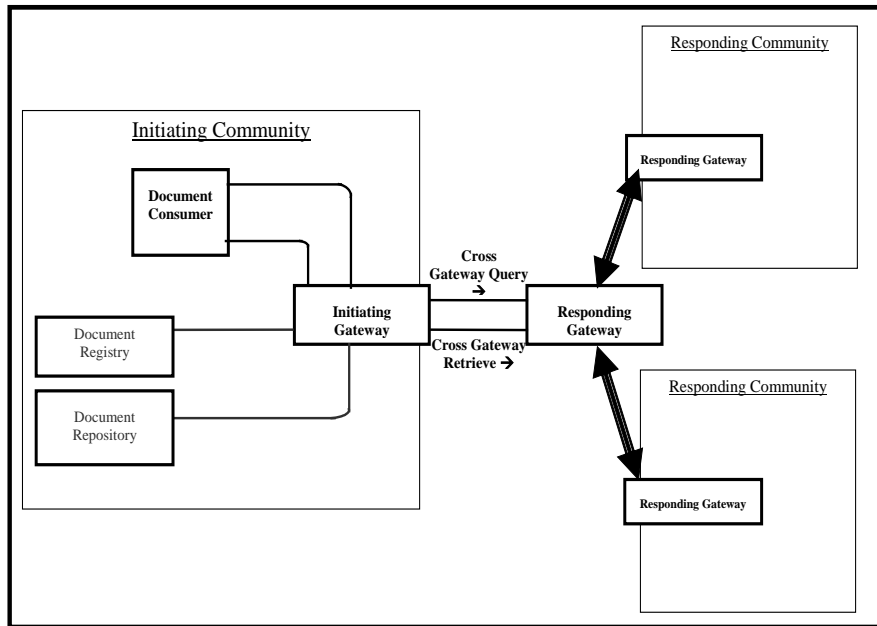 Initiating Community
Document
Consumer
Document
Registry
Document
Repository
Initiating
Gateway
Cross
Gateway Query
➔
Cross Gateway
Retrieve ➔
Responding
Gateway
Responding Community
Responding Gateway
Responding Community
Responding Gateway